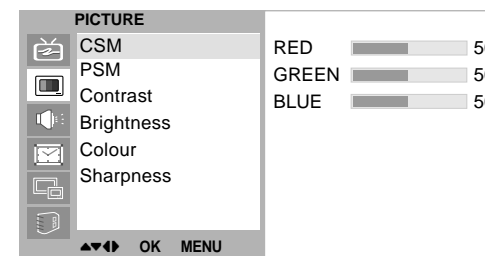 PICTURE
CSM
PSM
Contrast
Brightness
Colour
Sharpness
OK MENU
RED
GREEN
BLUE